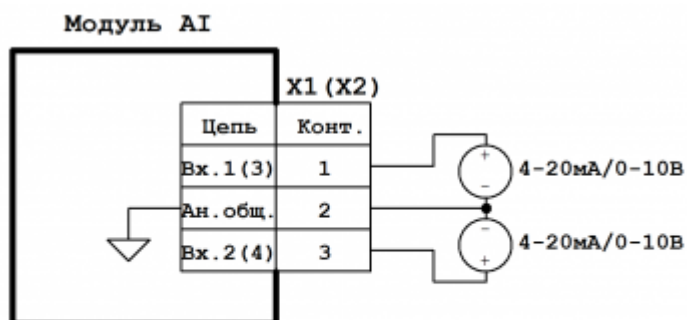 Модуль AI
X1(X2)
Цепь Конт.
Вх.1(3) 1
Ан.общ. 2
Вх.2(4) 3
+
4-20мА/0-10В
-
-
4-20мА/0-10В
+